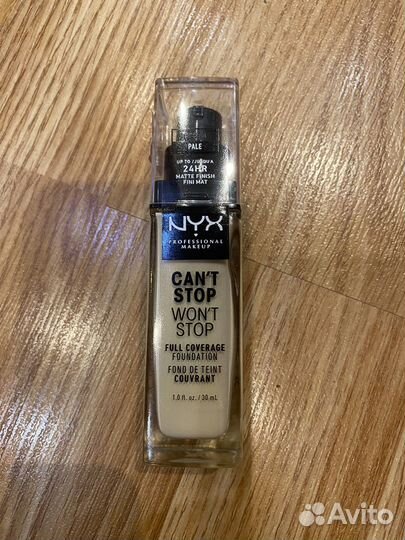 PALE
UP TO / JUSQU'À
24HR
MATTE FINISH
FINI MAT
NYX
PROFESSIONAL
MAKEUP
CAN'T
STOP
WON'T
STOP
FULL COVERAGE
FOUNDATION
FOND DE TEINT
COUVRANT
1.0 fl. oz. / 30 mL
Avito